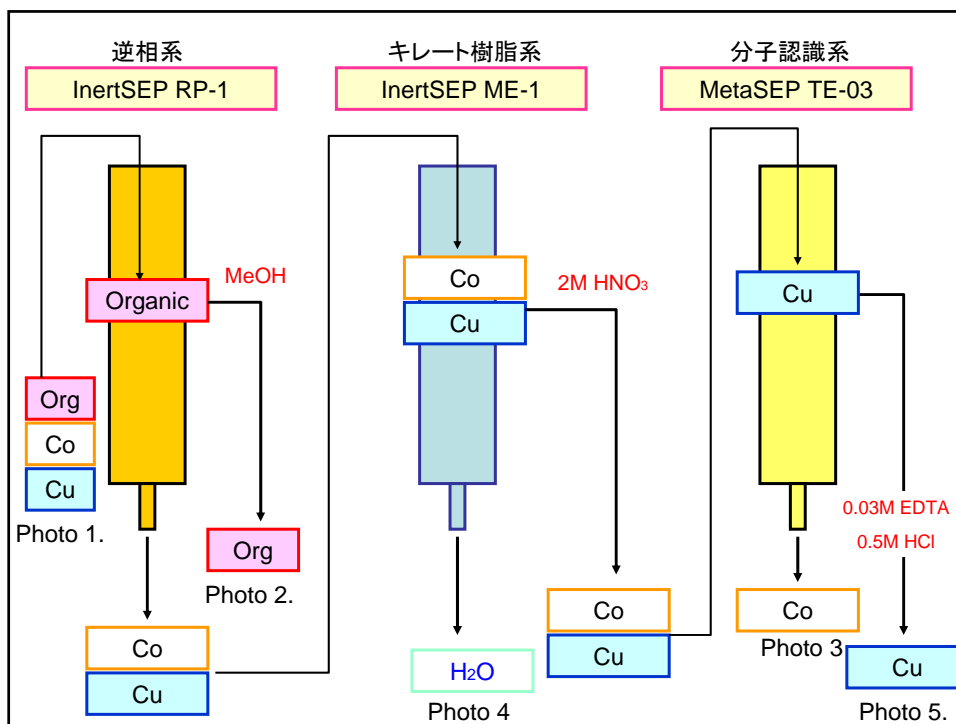 逆相系
キレート樹脂系
分子認識系
InertSEP RP-1
InertSEP ME-1
MetaSEP TE-03
MeOH
Organic
Org
Co
Cu
Photo 1.
Org
Photo 2.
Co
Cu
Co
Cu
2M HNO₃
H₂O
Photo 4
Co
Cu
Cu
0.03M EDTA
0.5M HCl
Co
Photo 3
Cu
Photo 5.